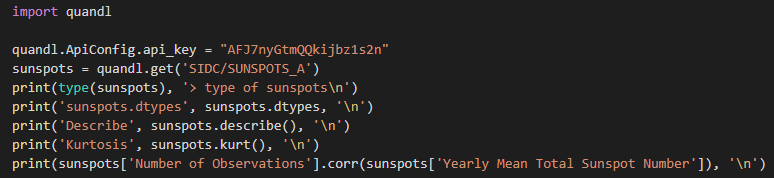 import quandl
quandl.ApiConfig.api_key = "AFJ7nyGtmQQkijbz1s2n"
sunspots = quandl.get('SIDC/SUNSPOTS_A')
print(type(sunspots), '> type of sunspots\n')
print('sunspots.dtypes', sunspots.dtypes, '\n')
print('Describe', sunspots.describe(), '\n')
print('Kurtosis', sunspots.kurt(), '\n')
print(sunspots['Number of Observations'].corr(sunspots['Yearly Mean Total Sunspot Number']), '\n')